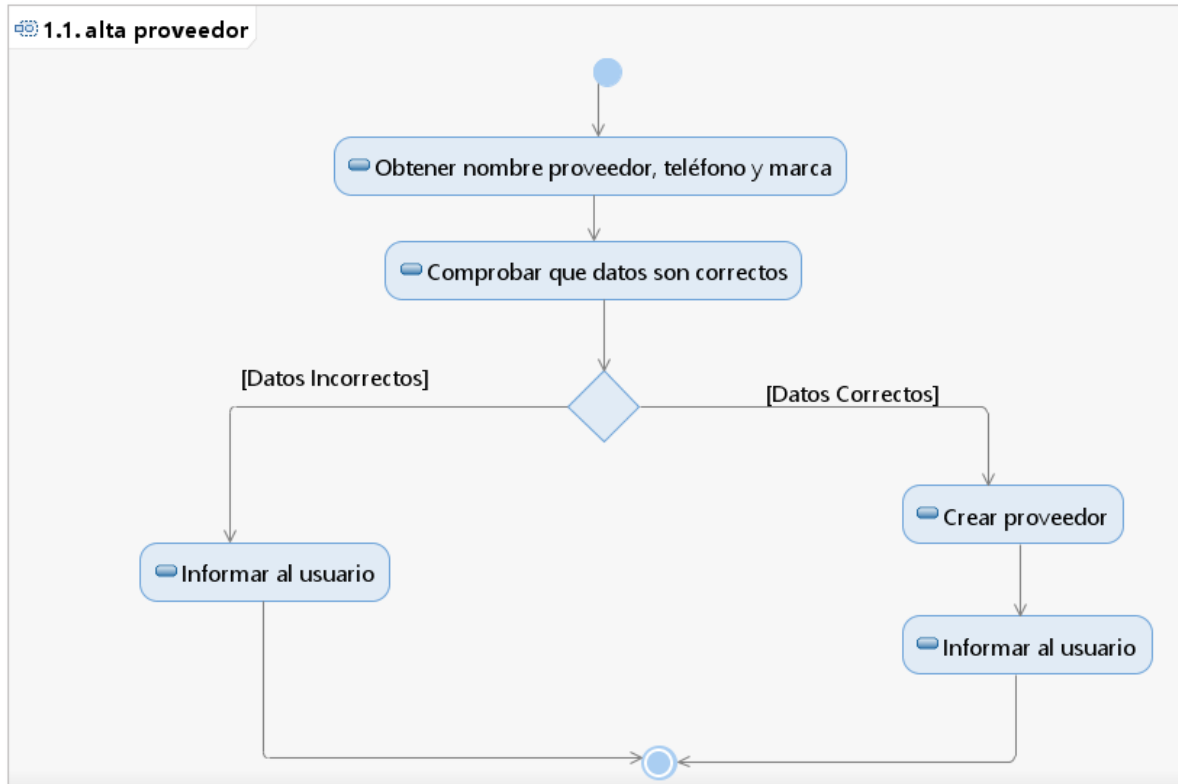 1.1. alta proveedor
Obtener nombre proveedor, teléfono y marca
Comprobar que datos son correctos
[Datos Incorrectos]
[Datos Correctos]
Crear proveedor
Informar al usuario
Informar al usuario